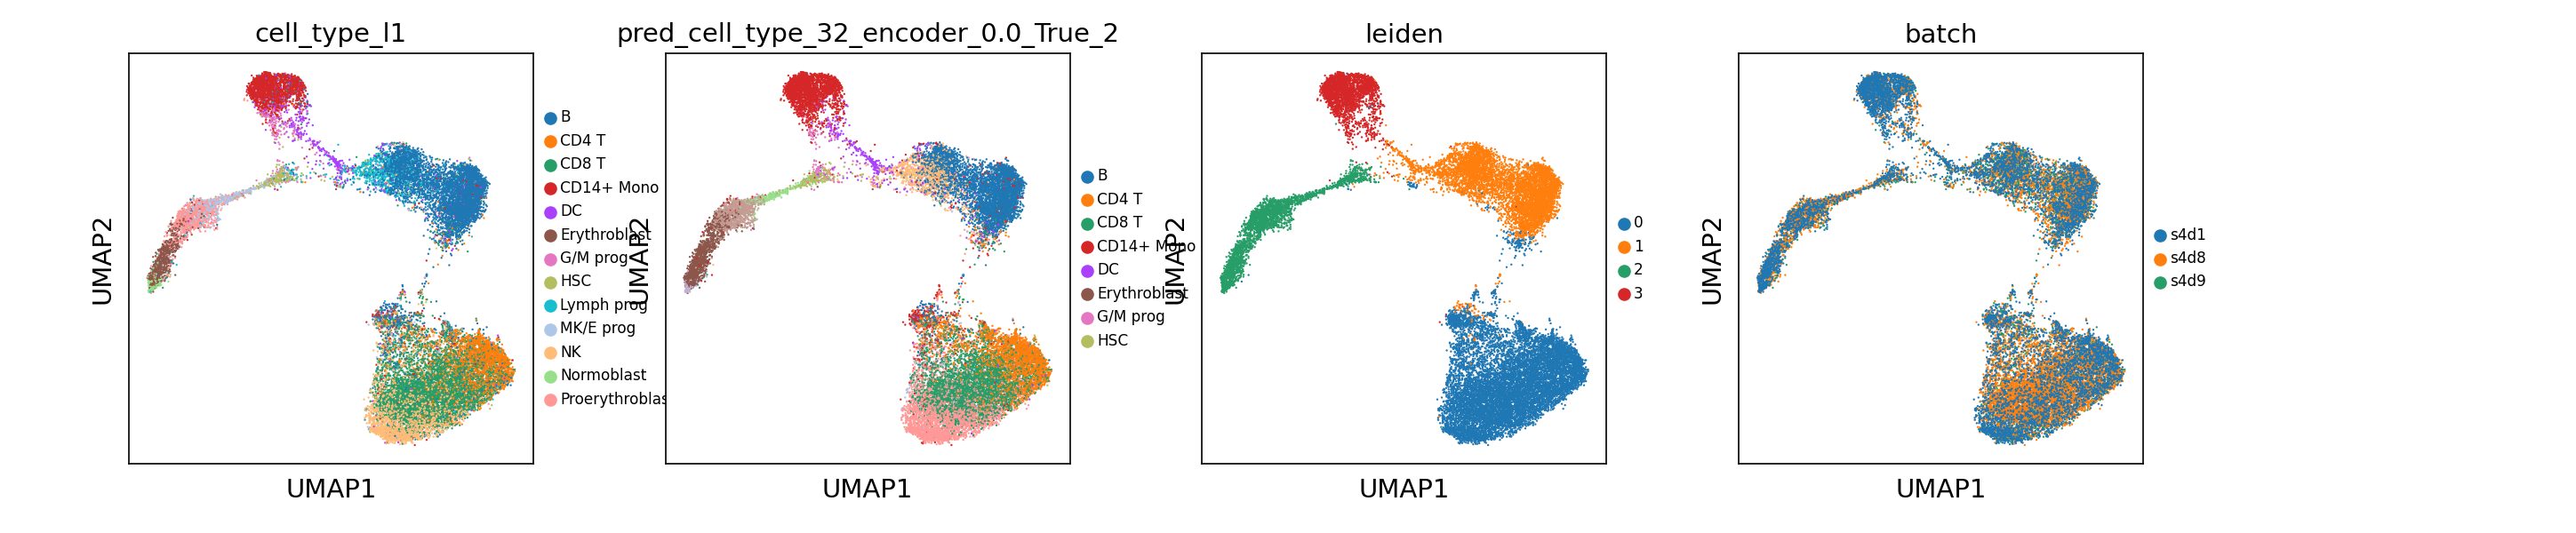 cell_type_l1
B
CD4 T
CD8 T
CD14+ Mono
DC
Erythroblast
G/M prog
HSC
Lymph prog
MK/E prog
NK
Normoblast
Proerythroblas
UMAP2
UMAP1
pred_cell_type_32_encoder_0.0_True_2
B
CD4 T
CD8 T
CD14+ Mono
DC
Erythroblast
G/M prog
HSC
UMAP2
UMAP1
leiden
0
1
2
3
UMAP2
UMAP1
batch
s4d1
s4d8
s4d9
UMAP2
UMAP1